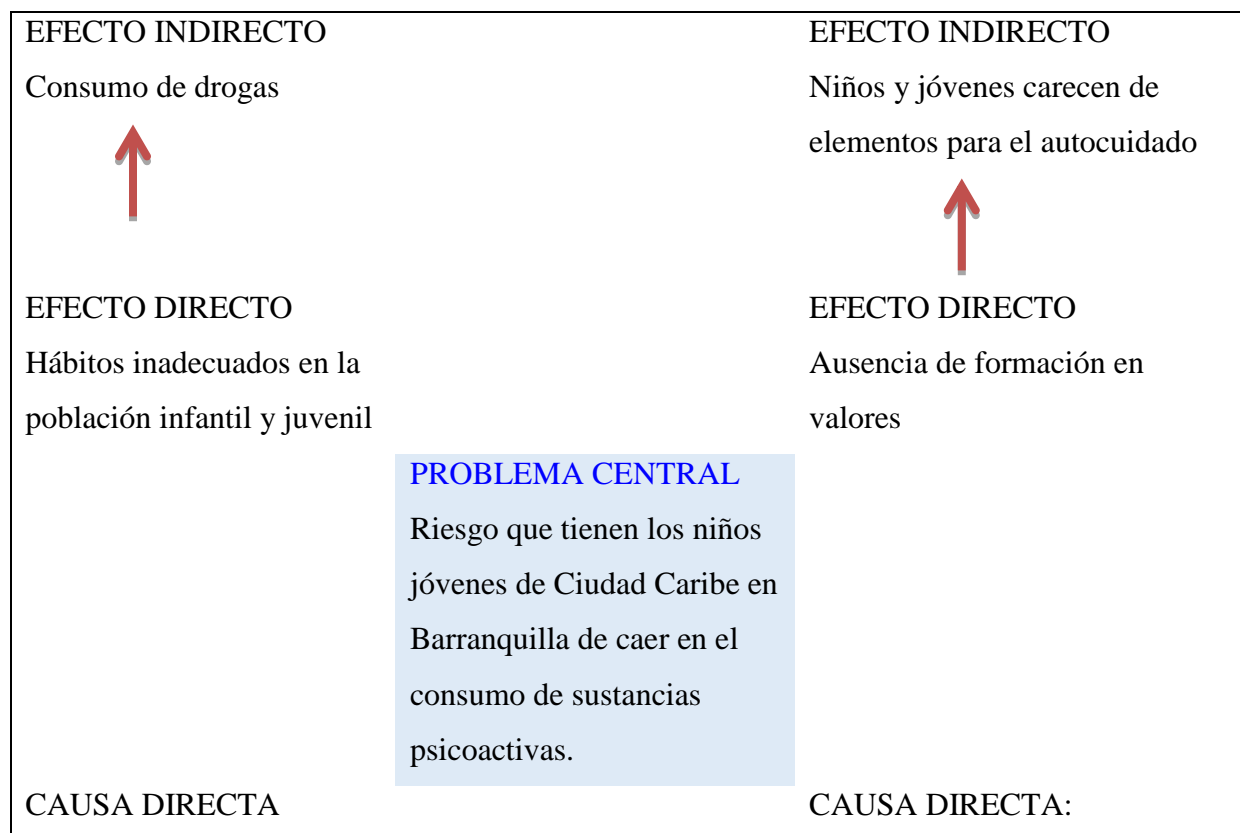 EFECTO INDIRECTO
Consumo de drogas
EFECTO INDIRECTO
Niños y jóvenes carecen de
elementos para el autocuidado
EFECTO DIRECTO
Hábitos inadecuados en la
población infantil y juvenil
EFECTO DIRECTO
Ausencia de formación en
valores
PROBLEMA CENTRAL
Riesgo que tienen los niños
jóvenes de Ciudad Caribe en
Barranquilla de caer en el
consumo de sustancias
psicoactivas.
CAUSA DIRECTA
CAUSA DIRECTA: